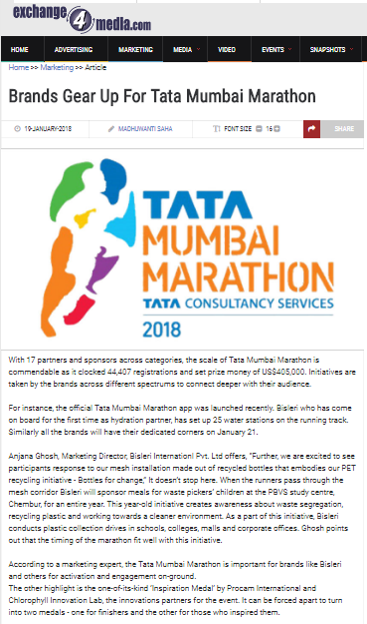 exchange
4
media.com
HOME ADVERTISING MARKETING MEDIA VIDEO EVENTS SNAPSHOTS
Home >> Marketing >> Article
Brands Gear Up For Tata Mumbai Marathon
19-JANUARY-2018 MADHUWANTI SAHA FONT SIZE 16 SHARE
TATA
MUMBAI
MARATHON
TATA CONSULTANCY SERVICES
2018
With 17 partners and sponsors across categories, the scale of Tata Mumbai Marathon is
commendable as it clocked 44,407 registrations and set prize money of US$405,000. Initiatives are
taken by the brands across different spectrums to connect deeper with their audience.
For instance, the official Tata Mumbai Marathon app was launched recently. Bisleri who has come
on board for the first time as hydration partner, has set up 25 water stations on the running track.
Similarly all the brands will have their dedicated corners on January 21.
Anjana Ghosh, Marketing Director, Bisleri Internationl Pvt. Ltd offers, "Further, we are excited to see
participants response to our mesh installation made out of recycled bottles that embodies our PET
recycling initiative - Bottles for change," It doesn't stop here. When the runners pass through the
mesh corridor Bisleri will sponsor meals for waste pickers' children at the PBVS study centre,
Chembur, for an entire year. This year-old initiative creates awareness about waste segregation,
recycling plastic and working towards a cleaner environment. As a part of this initiative, Bisleri
conducts plastic collection drives in schools, colleges, malls and corporate offices. Ghosh points
out that the timing of the marathon fit well with this initiative.
According to a marketing expert, the Tata Mumbai Marathon is important for brands like Bisleri
and others for activation and engagement on-ground.
The other highlight is the one-of-its-kind 'Inspiration Medal' by Procam International and
Chlorophyll Innovation Lab, the innovations partners for the event. It can be forced apart to turn
into two medals - one for finishers and the other for those who inspired them.